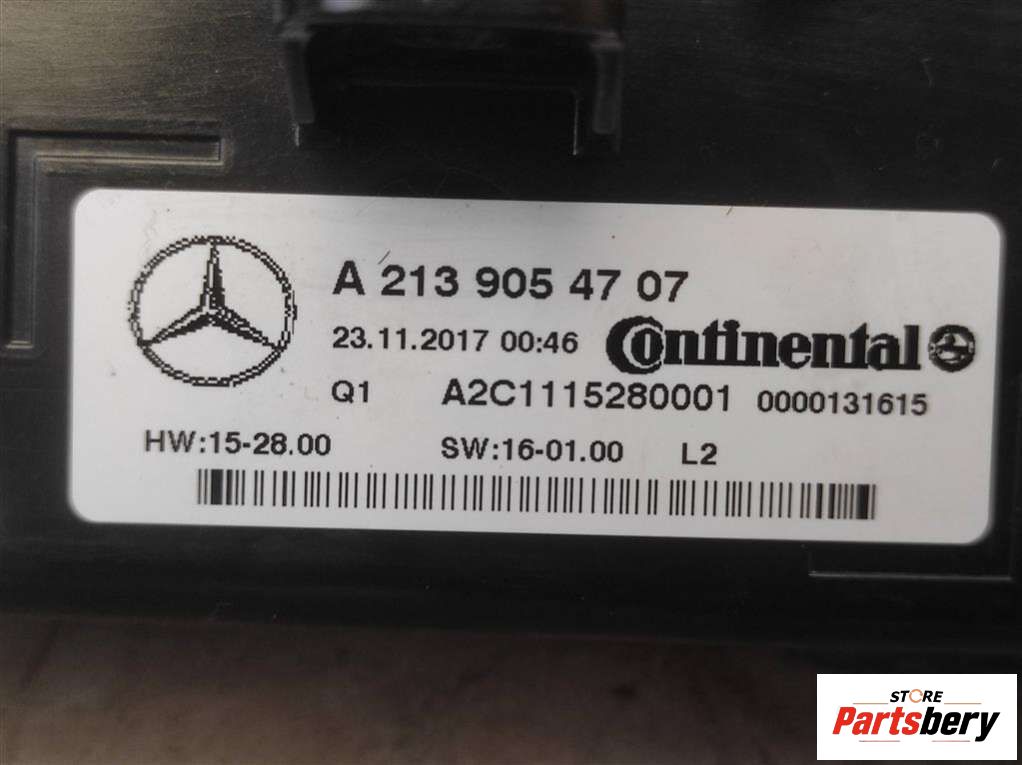 A 213 905 47 07
23.11.2017 00:46 Continental
Q1 A2C1115280001 0000131615
HW:15-28.00 SW:16-01.00 L2
STORE
Partsbery